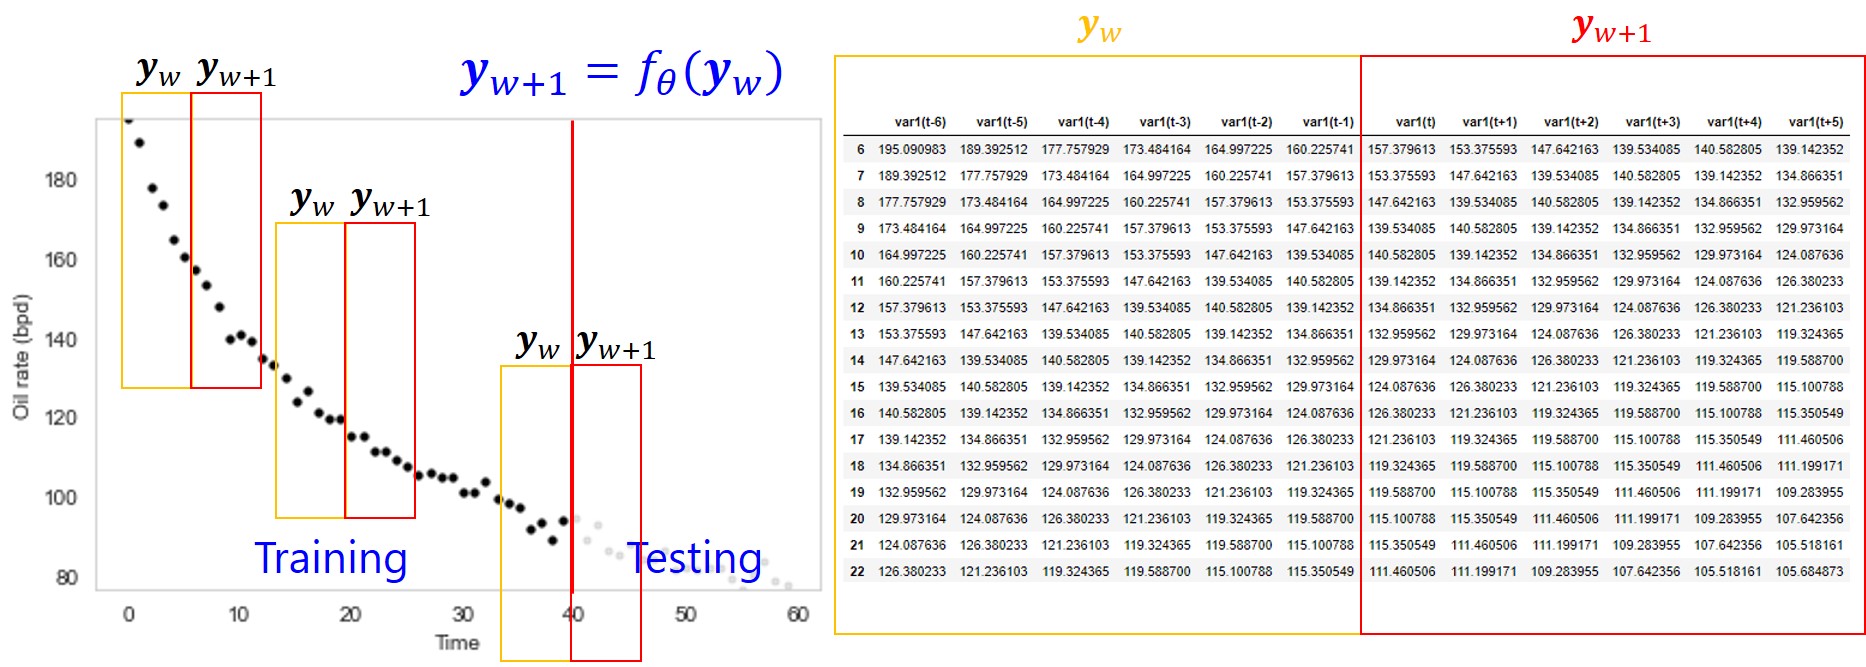 y_w y_{w+1}
y_{w+1} = f_θ(y_w)
y_w y_{w+1}
y_w y_{w+1}
Training
Testing
Oil rate (bpd)
180
160
140
120
100
80
0 10 20 30 40 50 60
Time
y_w y_{w+1}
var1(t-6) var1(t-5) var1(t-4) var1(t-3) var1(t-2) var1(t-1) var1(t) var1(t+1) var1(t+2) var1(t+3) var1(t+4) var1(t+5)
6 195.090983 189.392512 177.757929 173.484164 164.997225 160.225741 157.379613 153.375593 147.642163 139.534085 140.582805 139.142352
7 189.392512 177.757929 173.484164 164.997225 160.225741 157.379613 153.375593 147.642163 139.534085 140.582805 139.142352 134.866351
8 177.757929 173.484164 164.997225 160.225741 157.379613 153.375593 147.642163 139.534085 140.582805 139.142352 134.866351 132.959562
9 173.484164 164.997225 160.225741 157.379613 153.375593 147.642163 139.534085 140.582805 139.142352 134.866351 132.959562 129.973164
10 164.997225 160.225741 157.379613 153.375593 147.642163 139.534085 140.582805 139.142352 134.866351 132.959562 129.973164 124.087636
11 160.225741 157.379613 153.375593 147.642163 139.534085 140.582805 139.142352 134.866351 132.959562 129.973164 124.087636 126.380233
12 157.379613 153.375593 147.642163 139.534085 140.582805 139.142352 134.866351 132.959562 129.973164 124.087636 126.380233 121.236103
13 153.375593 147.642163 139.534085 140.582805 139.142352 134.866351 132.959562 129.973164 124.087636 126.380233 121.236103 119.324365
14 147.642163 139.534085 140.582805 139.142352 134.866351 132.959562 129.973164 124.087636 126.380233 121.236103 119.324365 119.588700
15 139.534085 140.582805 139.142352 134.866351 132.959562 129.973164 124.087636 126.380233 121.236103 119.324365 119.588700 115.100788
16 140.582805 139.142352 134.866351 132.959562 129.973164 124.087636 126.380233 121.236103 119.324365 119.588700 115.100788 115.350549
17 139.142352 134.866351 132.959562 129.973164 124.087636 126.380233 121.236103 119.324365 119.588700 115.100788 115.350549 111.460506
18 134.866351 132.959562 129.973164 124.087636 126.380233 121.236103 119.324365 119.588700 115.100788 115.350549 111.460506 111.199171
19 132.959562 129.973164 124.087636 126.380233 121.236103 119.324365 119.588700 115.100788 115.350549 111.460506 111.199171 109.283955
20 129.973164 124.087636 126.380233 121.236103 119.324365 119.588700 115.100788 115.350549 111.460506 111.199171 109.283955 107.642356
21 124.087636 126.380233 121.236103 119.324365 119.588700 115.100788 115.350549 111.460506 111.199171 109.283955 107.642356 105.518161
22 126.380233 121.236103 119.324365 119.588700 115.100788 115.350549 111.460506 111.199171 109.283955 107.642356 105.518161 105.684873